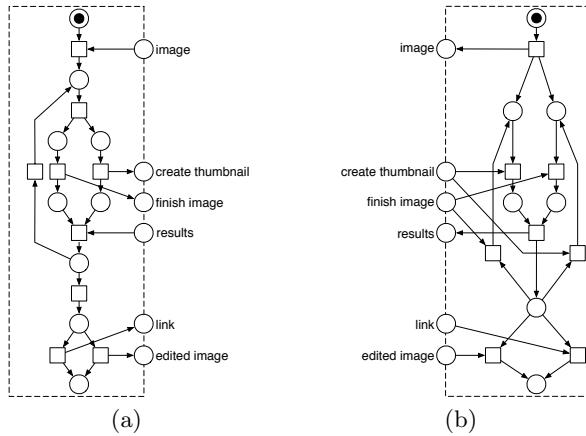 image
create thumbnail
finish image
results
link
edited image
(a)
image
create thumbnail
finish image
results
link
edited image
(b)